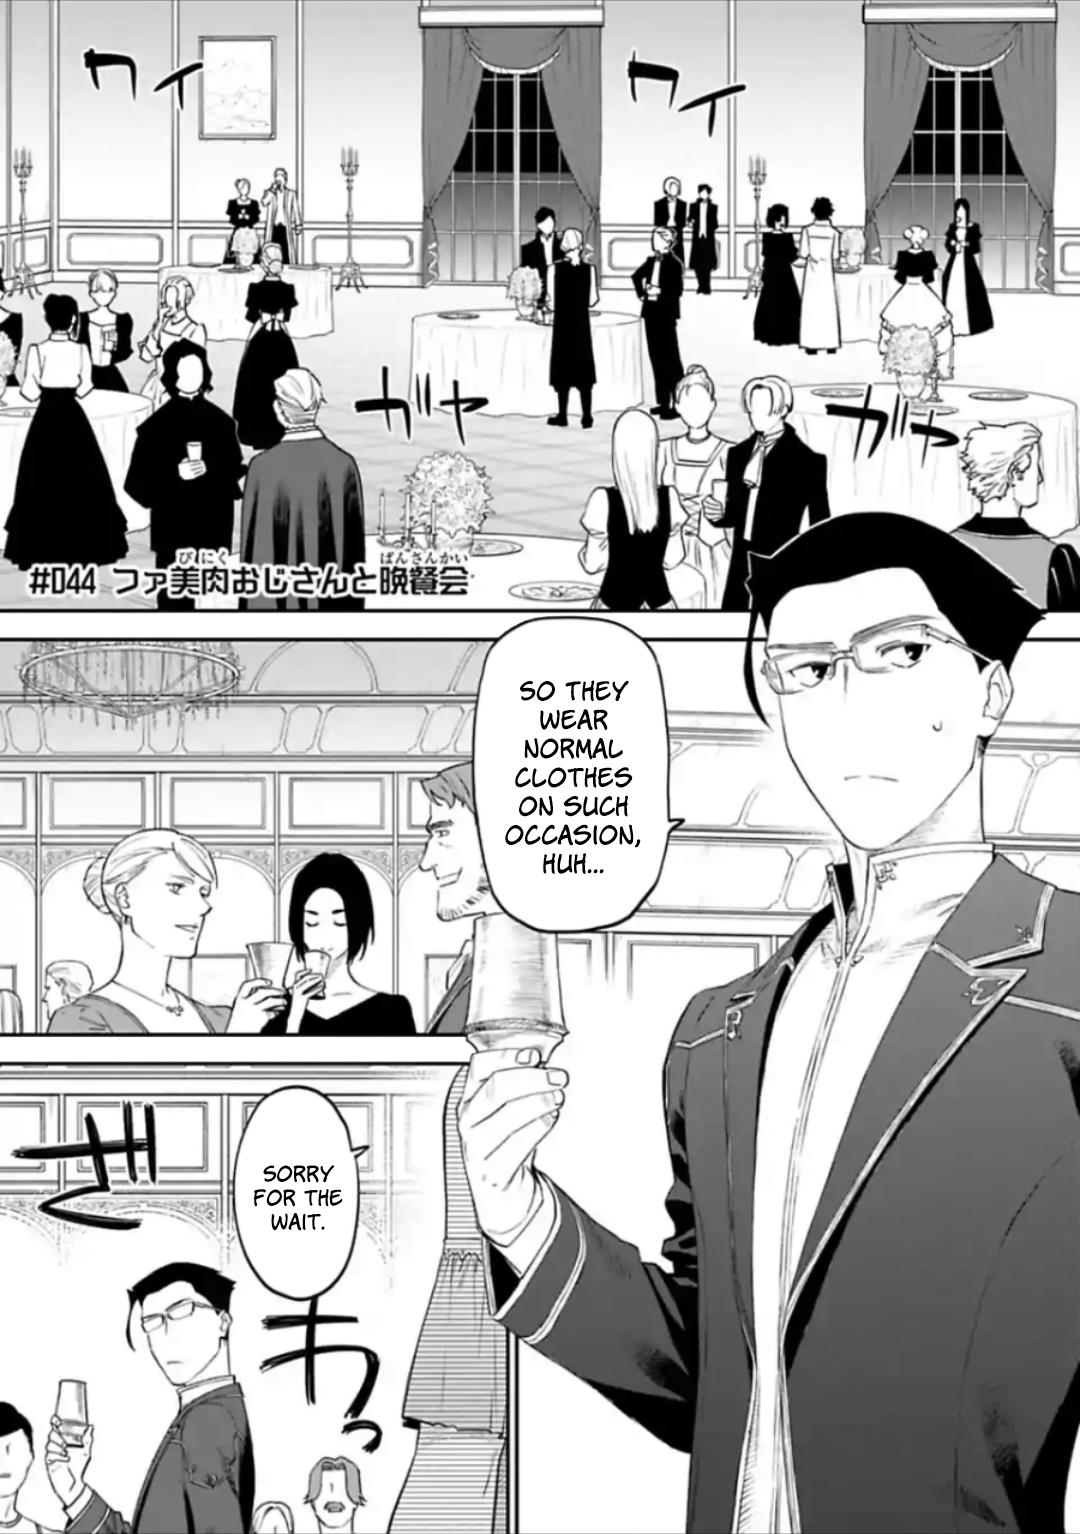 ワイ
ワイ
ガヤ
ガヤ
#044 ファ美肉おじさんと晩餐会
びにく
ばんさんかい
SO THEY
WEAR
NORMAL
CLOTHES
ON SUCH
OCCASION,
HUH...
SORRY
FOR THE
WAIT.
ざ
わっ